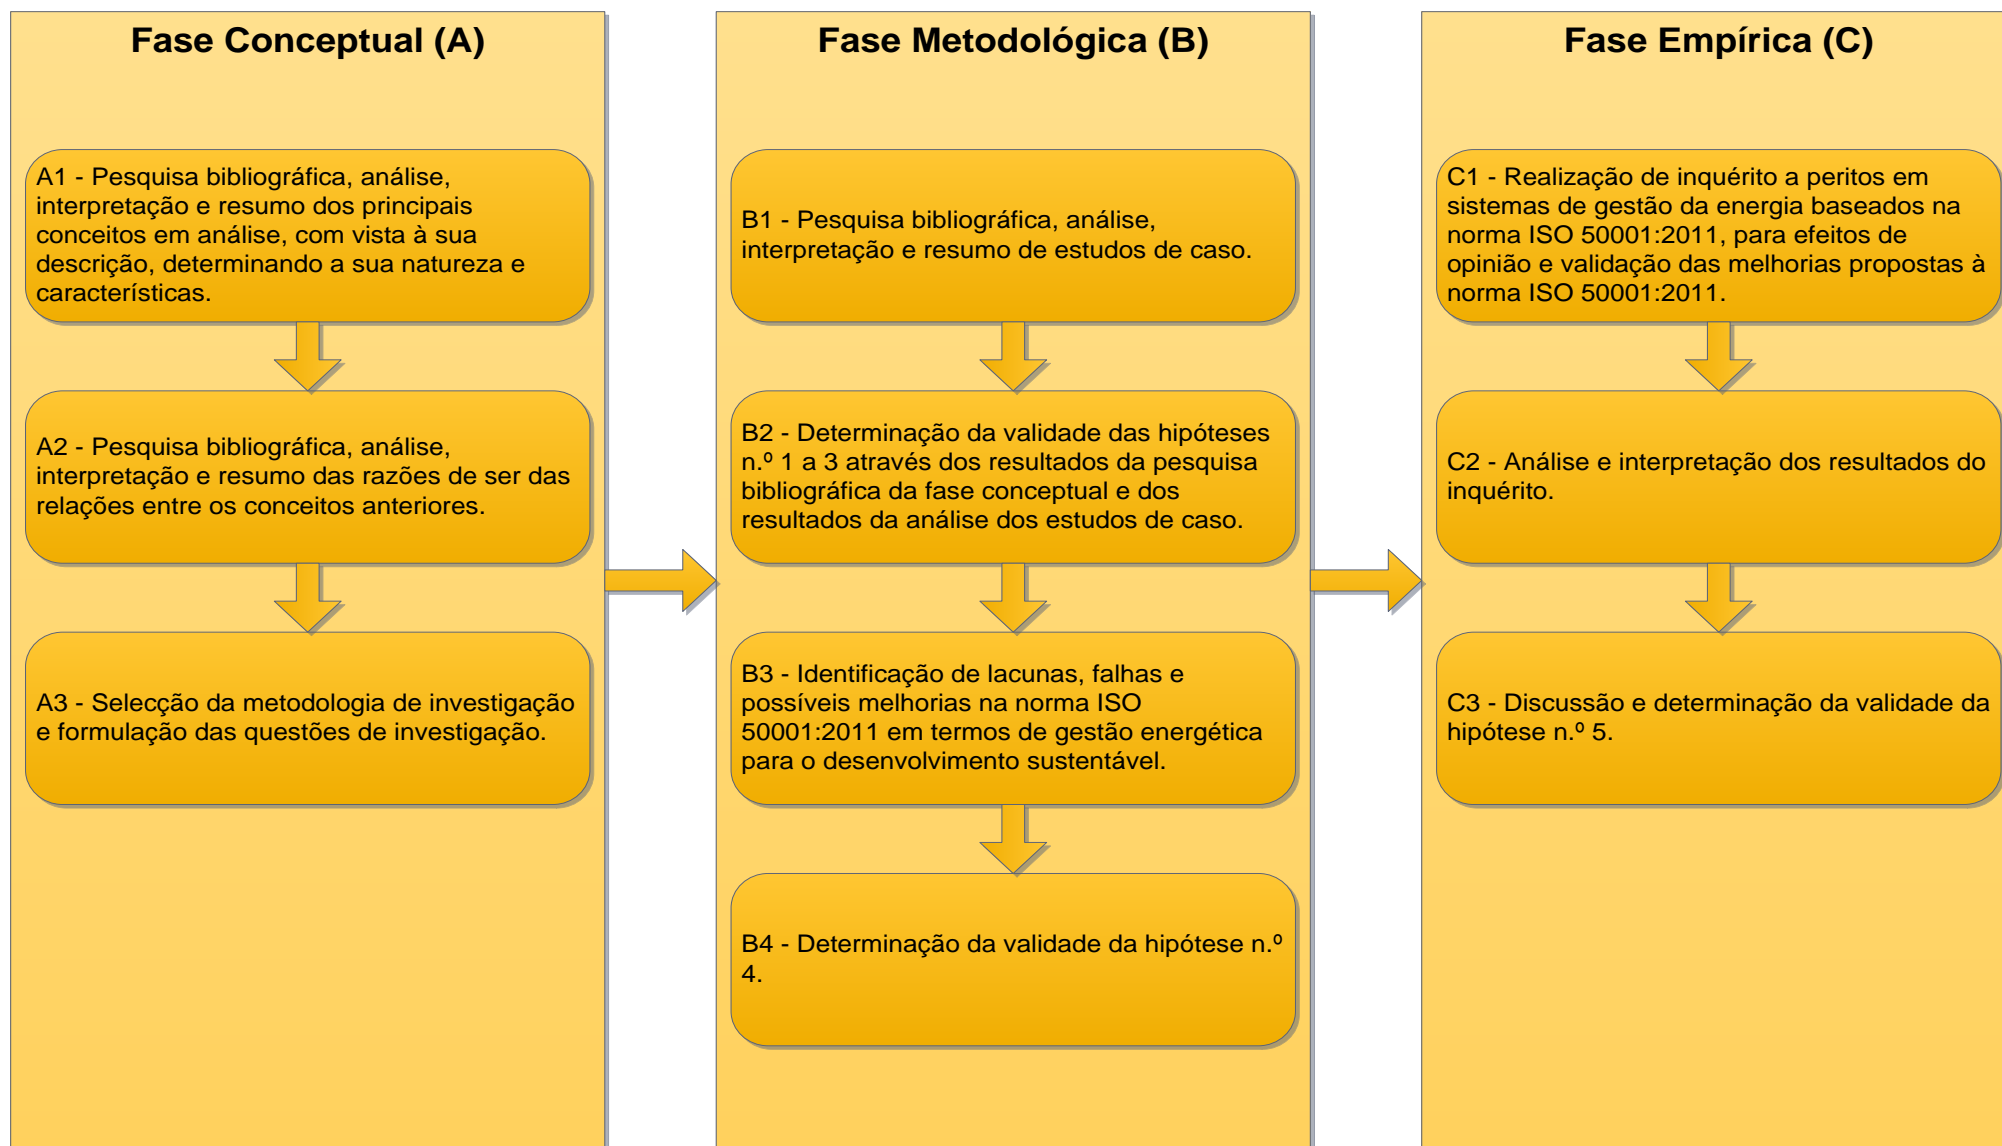 Fase Conceptual (A)
A1 - Pesquisa bibliográfica, análise,
interpretação e resumo dos principais
conceitos em análise, com vista à sua
descrição, determinando a sua natureza e
características.
A2 - Pesquisa bibliográfica, análise,
interpretação e resumo das razões de ser das
relações entre os conceitos anteriores.
A3 - Selecção da metodologia de investigação
e formulação das questões de investigação.
Fase Metodológica (B)
B1 - Pesquisa bibliográfica, análise,
interpretação e resumo de estudos de caso.
B2 - Determinação da validade das hipóteses
n.º 1 a 3 através dos resultados da pesquisa
bibliográfica da fase conceptual e dos
resultados da análise dos estudos de caso.
B3 - Identificação de lacunas, falhas e
possíveis melhorias na norma ISO
50001:2011 em termos de gestão energética
para o desenvolvimento sustentável.
B4 - Determinação da validade da hipótese n.º
4.
Fase Empírica (C)
C1 - Realização de inquérito a peritos em
sistemas de gestão da energia baseados na
norma ISO 50001:2011, para efeitos de
opinião e validação das melhorias propostas à
norma ISO 50001:2011.
C2 - Análise e interpretação dos resultados do
inquérito.
C3 - Discussão e determinação da validade da
hipótese n.º 5.